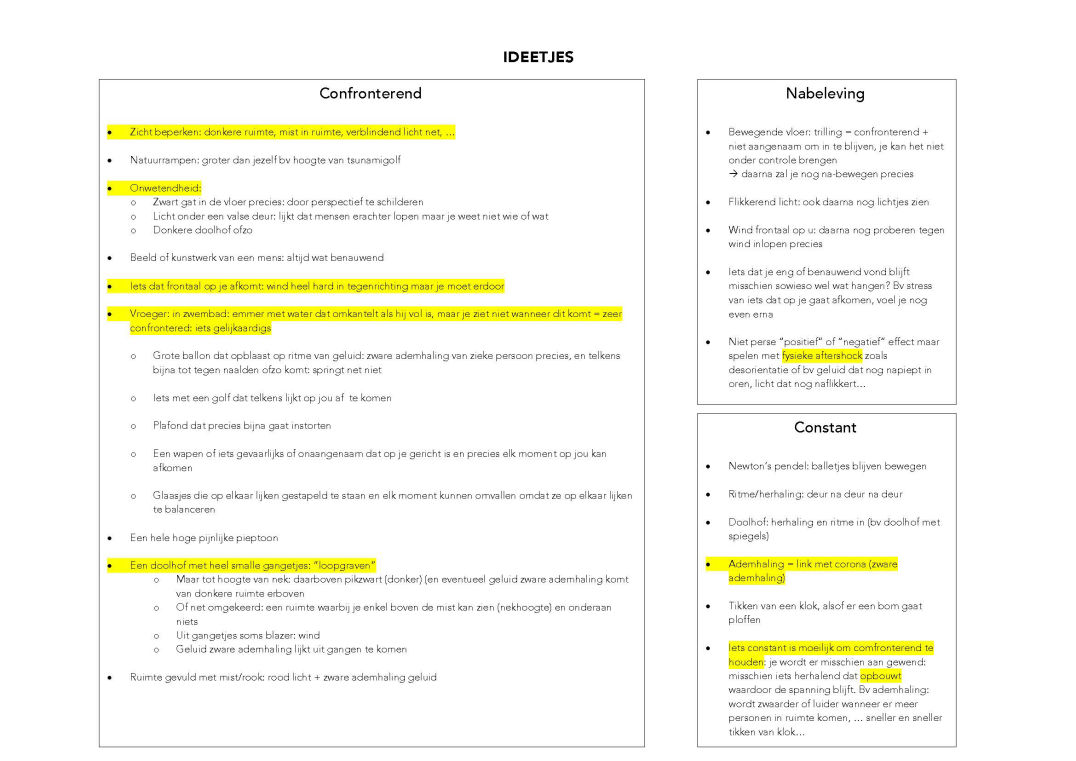 IDEETJES
Confronterend
• Zicht beperken: donkere ruimte, mist in ruimte, verblindend licht net, …
• Natuurrampen: groter dan jezelf bv hoogte van tsunamigolf
• Onwetendheid:
o Zwart gat in de vloer precies: door perspectief te schilderen
o Licht onder een valse deur: lijkt dat mensen erachter lopen maar je weet niet wie of wat
o Donkere doolhof ofzo
• Beeld of kunstwerk van een mens: altijd wat benauwend
• Iets dat frontaal op je afkomt: wind heel hard in tegenrichting maar je moet erdoor
• Vroeger: in zwembad: emmer met water dat omkantelt als hij vol is, maar je ziet niet wanneer dit komt = zeer
confrontered: iets gelijkaardigs
o Grote ballon dat opblaast op ritme van geluid: zware ademhaling van zieke persoon precies, en telkens
bijna tot tegen naalden ofzo komt: springt net niet
o Iets met een golf dat telkens lijkt op jou af te komen
o Plafond dat precies bijna gaat instorten
o Een wapen of iets gevaarlijks of onaangenaam dat op je gericht is en precies elk moment op jou kan
afkomen
o Glaasjes die op elkaar lijken gestapeld te staan en elk moment kunnen omvallen omdat ze op elkaar lijken
te balanceren
• Een hele hoge pijnlijke pieptoon
• Een doolhof met heel smalle gangetjes: “loopgraven”
o Maar tot hoogte van nek: daarboven pikzwart (donker) (en eventueel geluid zware ademhaling komt
van donkere ruimte erboven
o Of net omgekeerd: een ruimte waarbij je enkel boven de mist kan zien (nekhoogte) en onderaan
niets
o Uit gangetjes soms blazer: wind
o Geluid zware ademhaling lijkt uit gangen te komen
• Ruimte gevuld met mist/rook: rood licht + zware ademhaling geluid
Nabeleving
• Bewegende vloer: trilling = confronterend +
niet aangenaam om in te blijven, je kan het niet
onder controle brengen
→ daarna zal je nog na-bewegen precies
• Flikkerend licht: ook daarna nog lichtjes zien
• Wind frontaal op u: daarna nog proberen tegen
wind inlopen precies
• Iets dat je eng of benauwend vond blijft
misschien sowieso wel wat hangen? Bv stress
van iets dat op je gaat afkomen, voel je nog
even erna
• Niet perse “positief” of “negatief” effect maar
spelen met fysieke aftershock zoals
desorientatie of bv geluid dat nog napiept in
oren, licht dat nog naflikkert…
Constant
• Newton’s pendel: balletjes blijven bewegen
• Ritme/herhaling: deur na deur na deur
• Doolhof: herhaling en ritme in (bv doolhof met
spiegels)
• Ademhaling = link met corona (zware
ademhaling)
• Tikken van een klok, alsof er een bom gaat
ploffen
• Iets constant is moeilijk om comfronterend te
houden: je wordt er misschien aan gewend:
misschien iets herhalend dat opbouwt
waardoor de spanning blijft. Bv ademhaling:
wordt zwaarder of luider wanneer er meer
personen in ruimte komen, … sneller en sneller
tikken van klok…